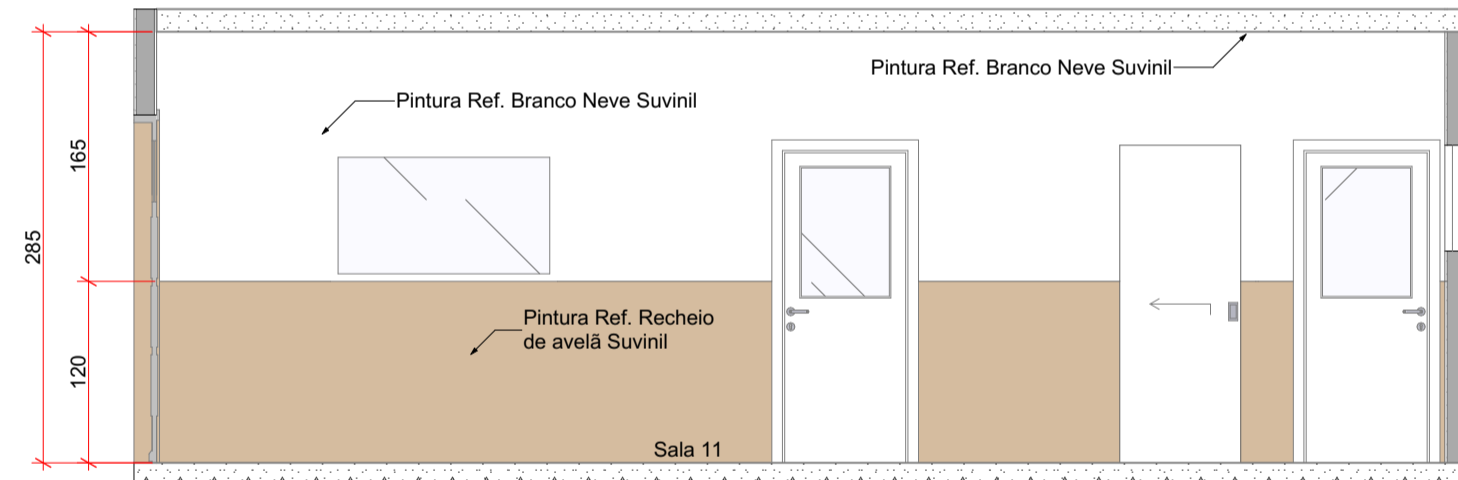 Pintura Ref. Branco Neve Suvinil
Pintura Ref. Branco Neve Suvinil
165
285
Pintura Ref. Recheio
de avelã Suvinil
120
Sala 11